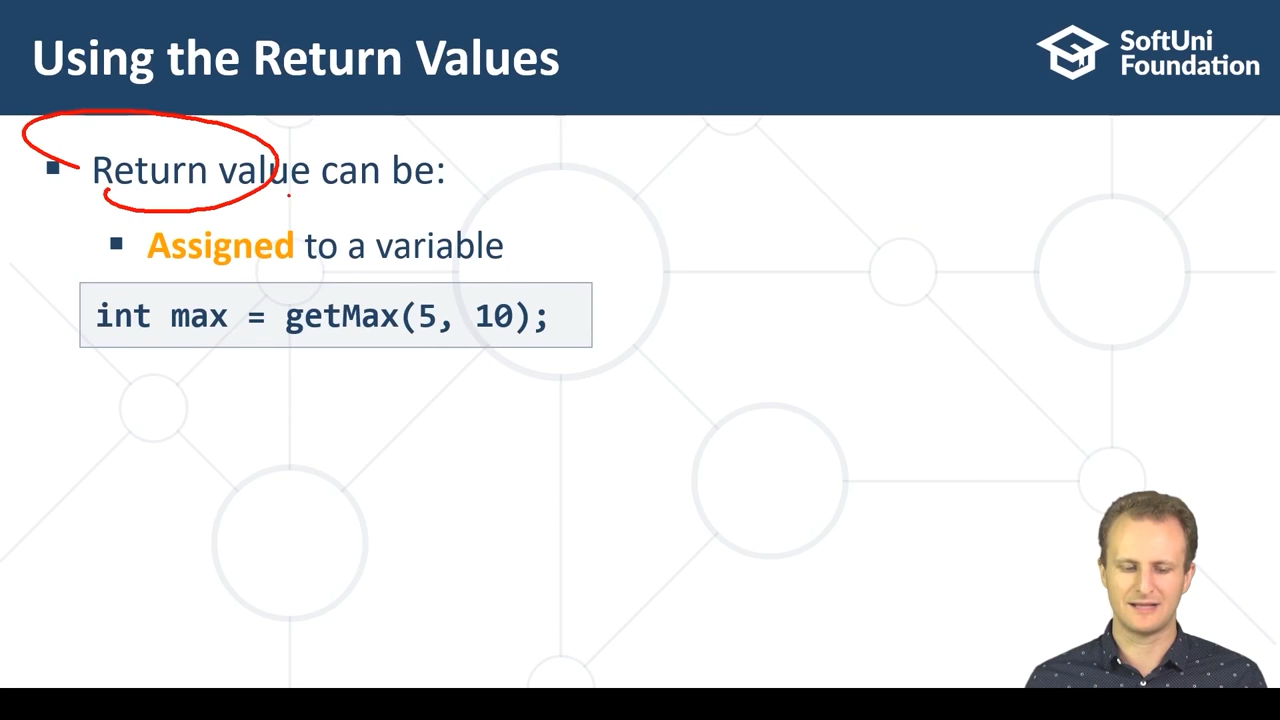 Using the Return Values
SoftUni
Foundation
Return value can be:
Assigned to a variable
int max = getMax(5, 10);